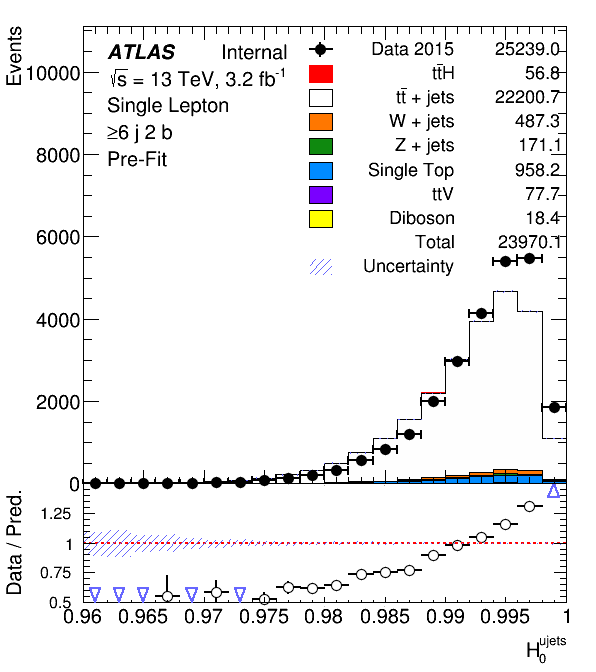 Events
10000
8000
6000
4000
2000
0
ATLAS Internal
√s = 13 TeV, 3.2 fb⁻¹
Single Lepton
≥6 j 2 b
Pre-Fit
Data 2015 25239.0
tt̄H 56.8
tt̄ + jets 22200.7
W + jets 487.3
Z + jets 171.1
Single Top 958.2
ttV 77.7
Diboson 18.4
Total 23970.1
Uncertainty
Data / Pred.
1.25
1
0.75
0.5
0.96 0.965 0.97 0.975 0.98 0.985 0.99 0.995 1
H₀ᵘʲᵉᵗˢ